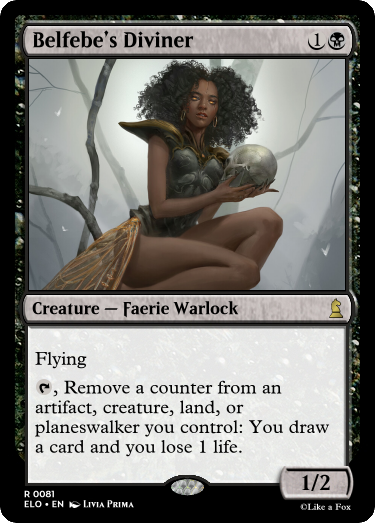 Belfebe's Diviner 1
Creature — Faerie Warlock
Flying
, Remove a counter from an
artifact, creature, land, or
planeswalker you control: You draw
a card and you lose 1 life.
1/2
R 0081
ELO • EN Livia Prima
©Like a Fox